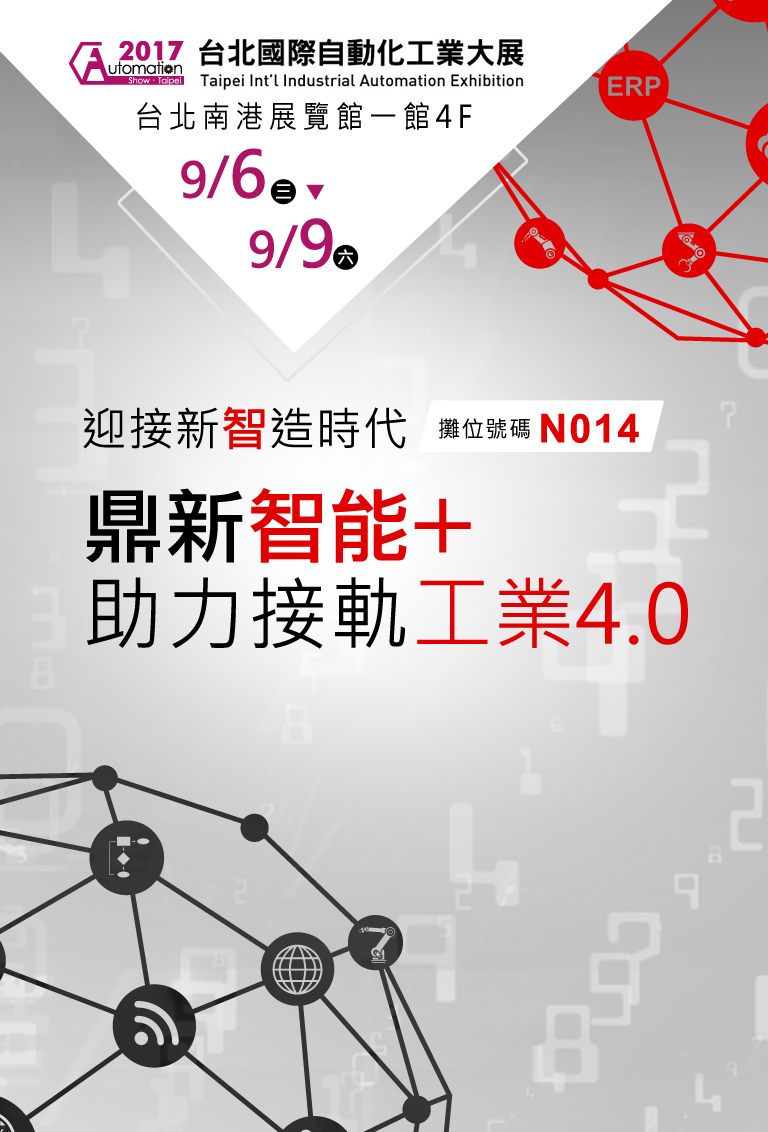 2017
Automation
Show · Taipei
台北國際自動化工業大展
Taipei Int'l Industrial Automation Exhibition
台北南港展覽館一館4F
9/6 三 ▼
9/9 六
ERP
迎接新智造時代
攤位號碼 N014
鼎新智能+
助力接軌工業4.0